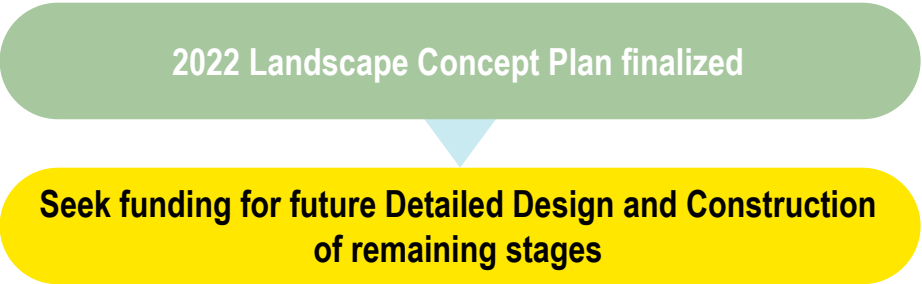 2022 Landscape Concept Plan finalized
Seek funding for future Detailed Design and Construction
of remaining stages